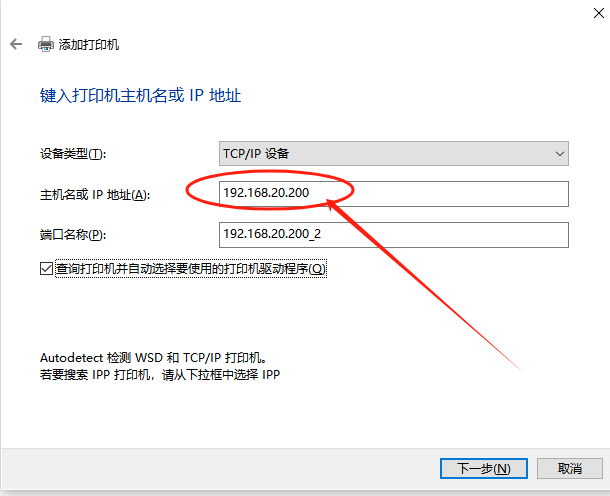 添加打印机
键入打印机主机名或 IP 地址
设备类型(T): TCP/IP 设备
主机名或 IP 地址(A): 192.168.20.200
端口名称(P): 192.168.20.200_2
查询打印机并自动选择要使用的打印机驱动程序(Q)
Autodetect 检测 WSD 和 TCP/IP 打印机。
若要搜索 IPP 打印机，请从下拉框中选择 IPP
下一步(N) 取消